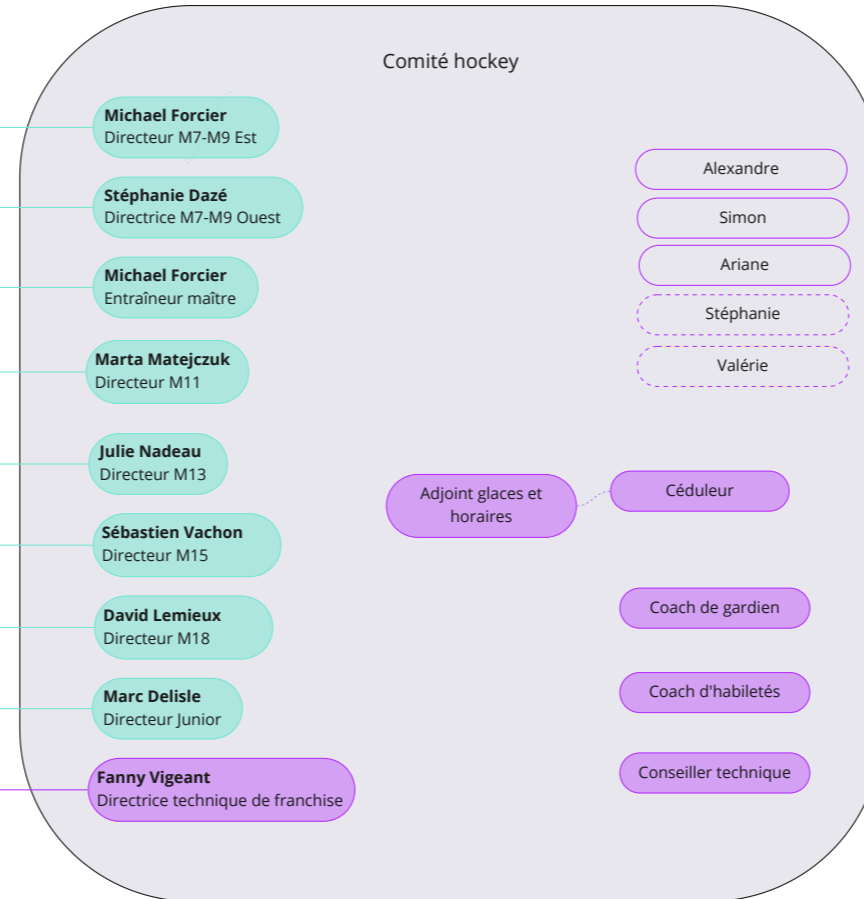 Comité hockey
Michael Forcier
Directeur M7-M9 Est
Stéphanie Dazé
Directrice M7-M9 Ouest
Michael Forcier
Entraîneur maître
Marta Matejczuk
Directeur M11
Julie Nadeau
Directeur M13
Sébastien Vachon
Directeur M15
David Lemieux
Directeur M18
Marc Delisle
Directeur Junior
Fanny Vigeant
Directrice technique de franchise
Adjoint glaces et
horaires
Alexandre
Simon
Ariane
Stéphanie
Valérie
Céduleur
Coach de gardien
Coach d'habiletés
Conseiller technique